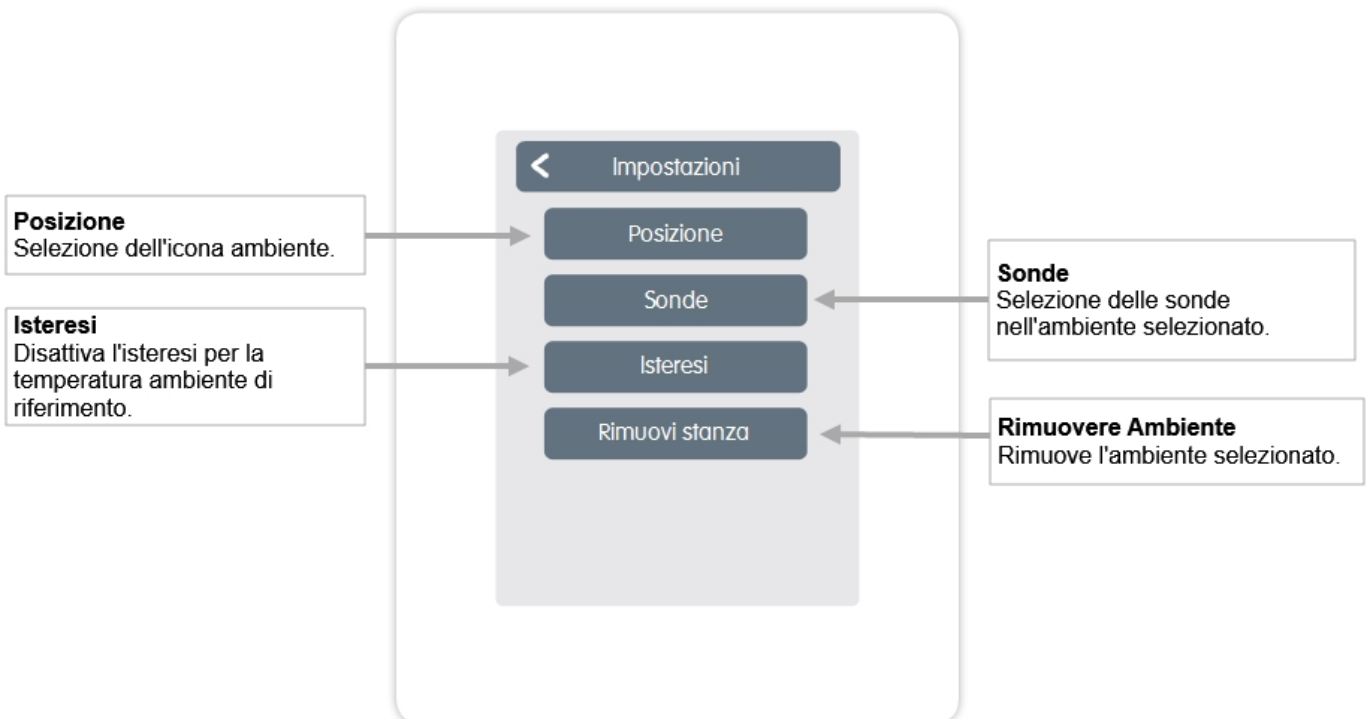 Impostazioni
Posizione
Sonde
Isteresi
Rimuovi stanza
Posizione
Selezione dell'icona ambiente.
Isteresi
Disattiva l'isteresi per la
temperatura ambiente di
riferimento.
Sonde
Selezione delle sonde
nell'ambiente selezionato.
Rimuovere Ambiente
Rimuove l'ambiente selezionato.